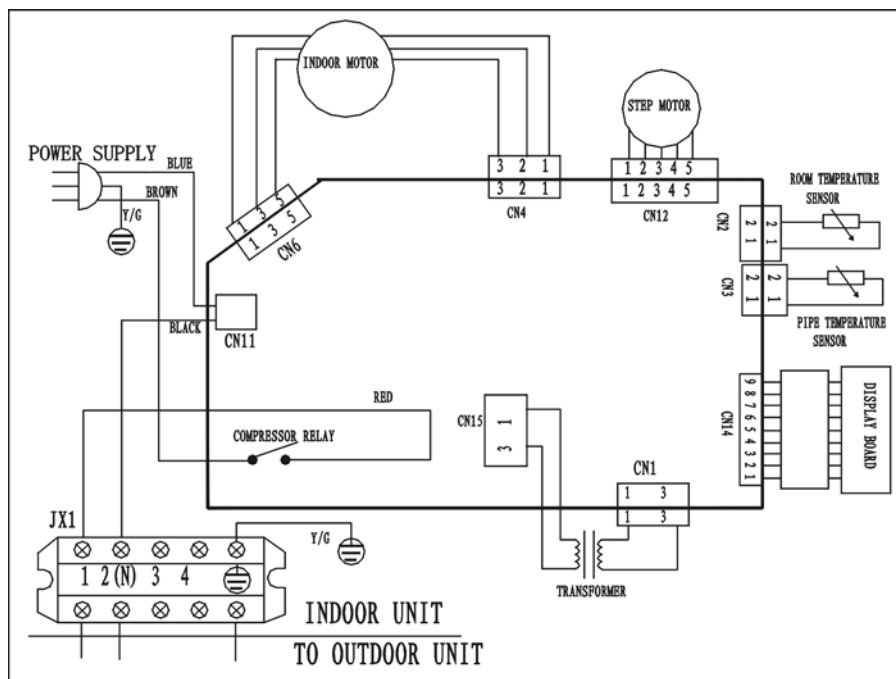 INDOOR MOTOR
STEP MOTOR
POWER SUPPLY
BLUE
BROWN
Y/G
1 3 5
1 3 5
CN6
3 2 1
3 2 1
CN4
1 2 3 4 5
1 2 3 4 5
CN12
ROOM TEMPERATURE
SENSOR
CN2
2 1
2 1
CN3
2 1
2 1
PIPE TEMPERATURE
SENSOR
BLACK
CN11
RED
COMPRESSOR RELAY
CN15
1
3
CN14
9 8 7 6 5 4 3 2 1
DISPLAY BOARD
CN1
1 3
1 3
TRANSFORMER
JX1
Y/G
1 2(N) 3 4
INDOOR UNIT
TO OUTDOOR UNIT